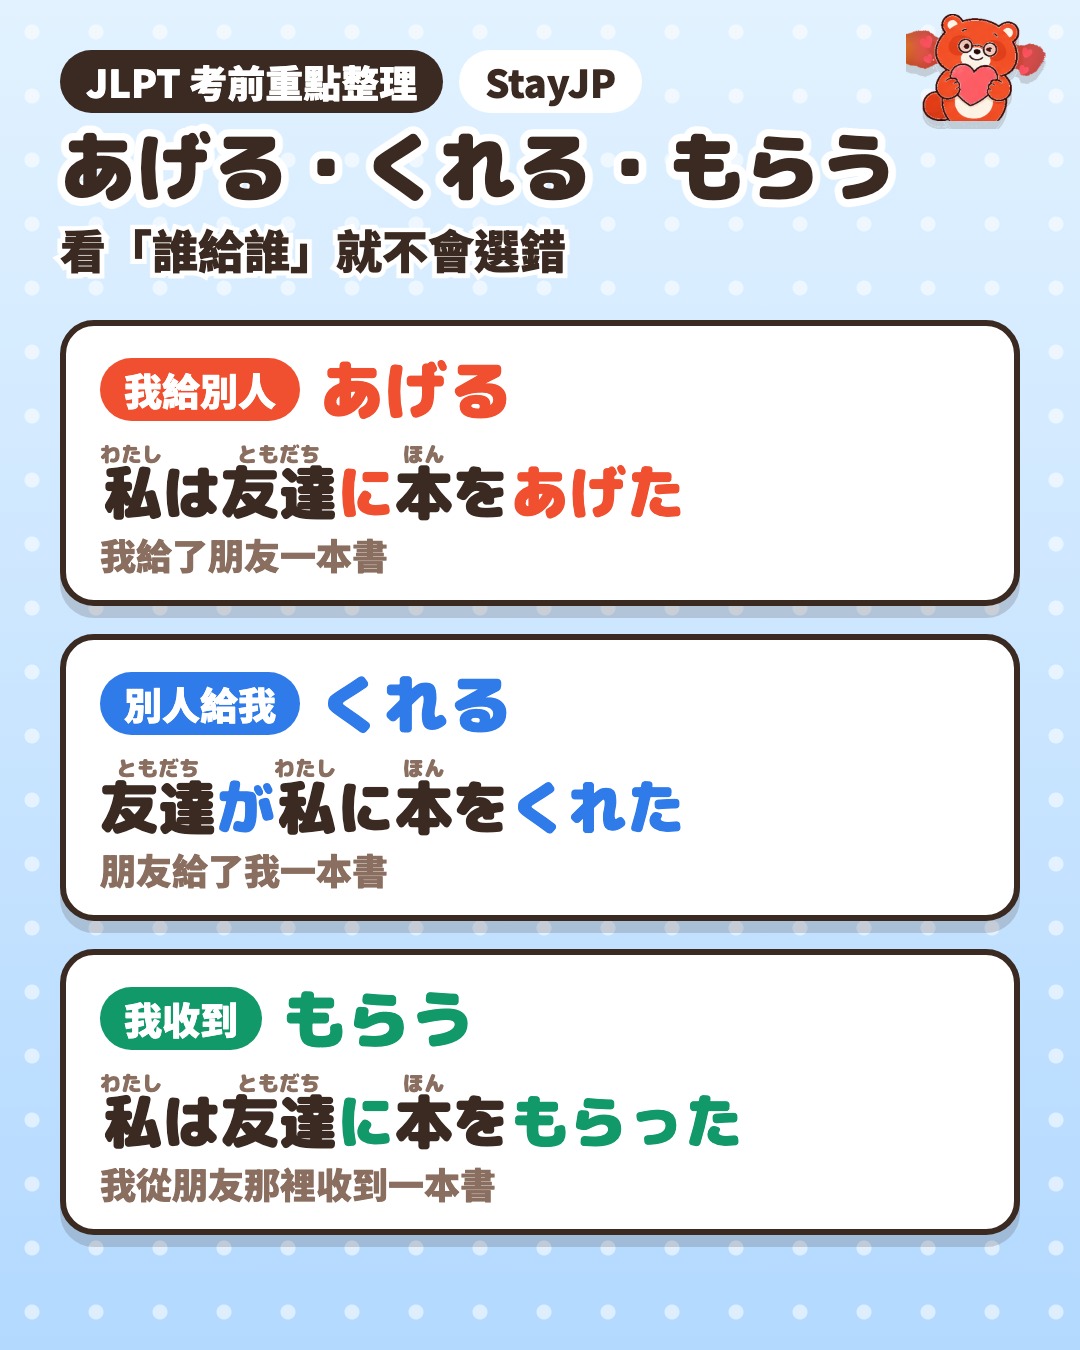 JLPT 考前重點整理 StayJP
あげる・くれる・もらう
看「誰給誰」就不會選錯
我給別人 あげる
わたし ともだち ほん
私は友達に本をあげた
我給了朋友一本書
別人給我 くれる
ともだち わたし ほん
友達が私に本をくれた
朋友給了我一本書
我收到 もらう
わたし ともだち ほん
私は友達に本をもらった
我從朋友那裡收到一本書